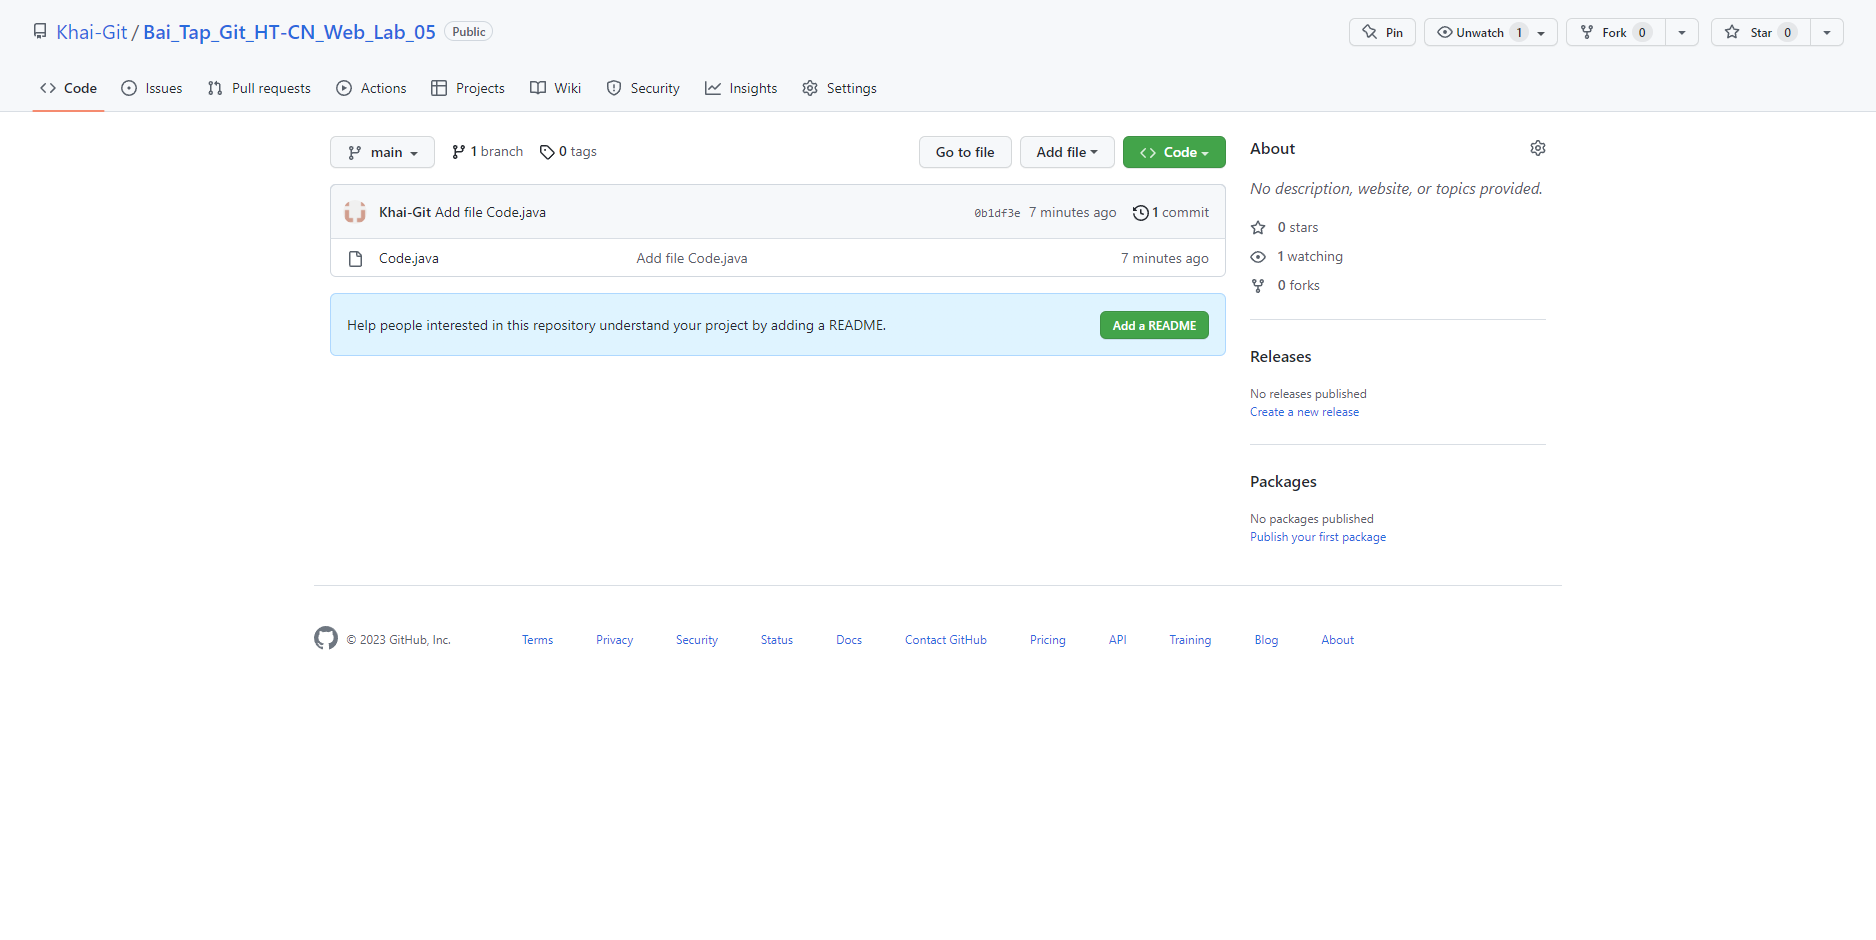 Khai-Git / Bai_Tap_Git_HT-CN_Web_Lab_05 Public
Pin Unwatch 1 Fork 0 Star 0
Code Issues Pull requests Actions Projects Wiki Security Insights Settings
main 1 branch 0 tags Go to file Add file Code
Khai-Git Add file Code.java 0b1df3e 7 minutes ago 1 commit
Code.java Add file Code.java 7 minutes ago
Help people interested in this repository understand your project by adding a README. Add a README
About
No description, website, or topics provided.
0 stars
1 watching
0 forks
Releases
No releases published
Create a new release
Packages
No packages published
Publish your first package
© 2023 GitHub, Inc. Terms Privacy Security Status Docs Contact GitHub Pricing API Training Blog About